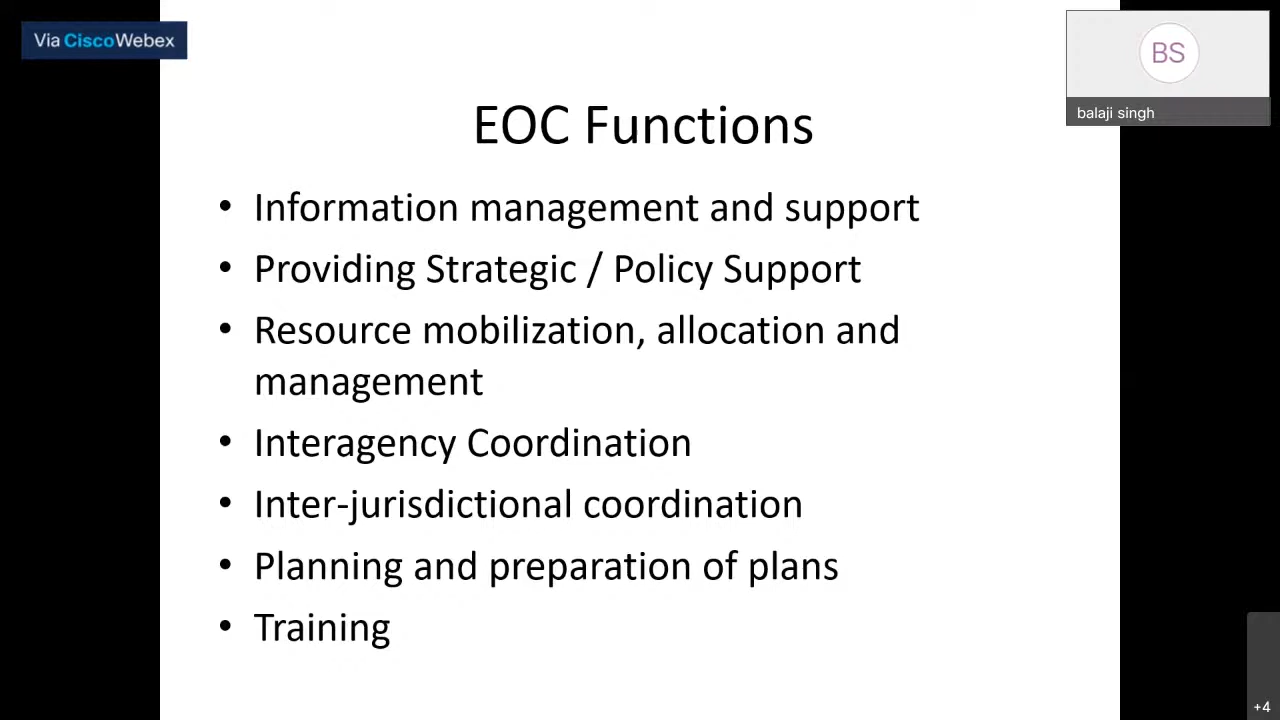 Via CiscoWebex
BS
balaji singh
EOC Functions
• Information management and support
• Providing Strategic / Policy Support
• Resource mobilization, allocation and
management
• Interagency Coordination
• Inter-jurisdictional coordination
• Planning and preparation of plans
• Training
+4